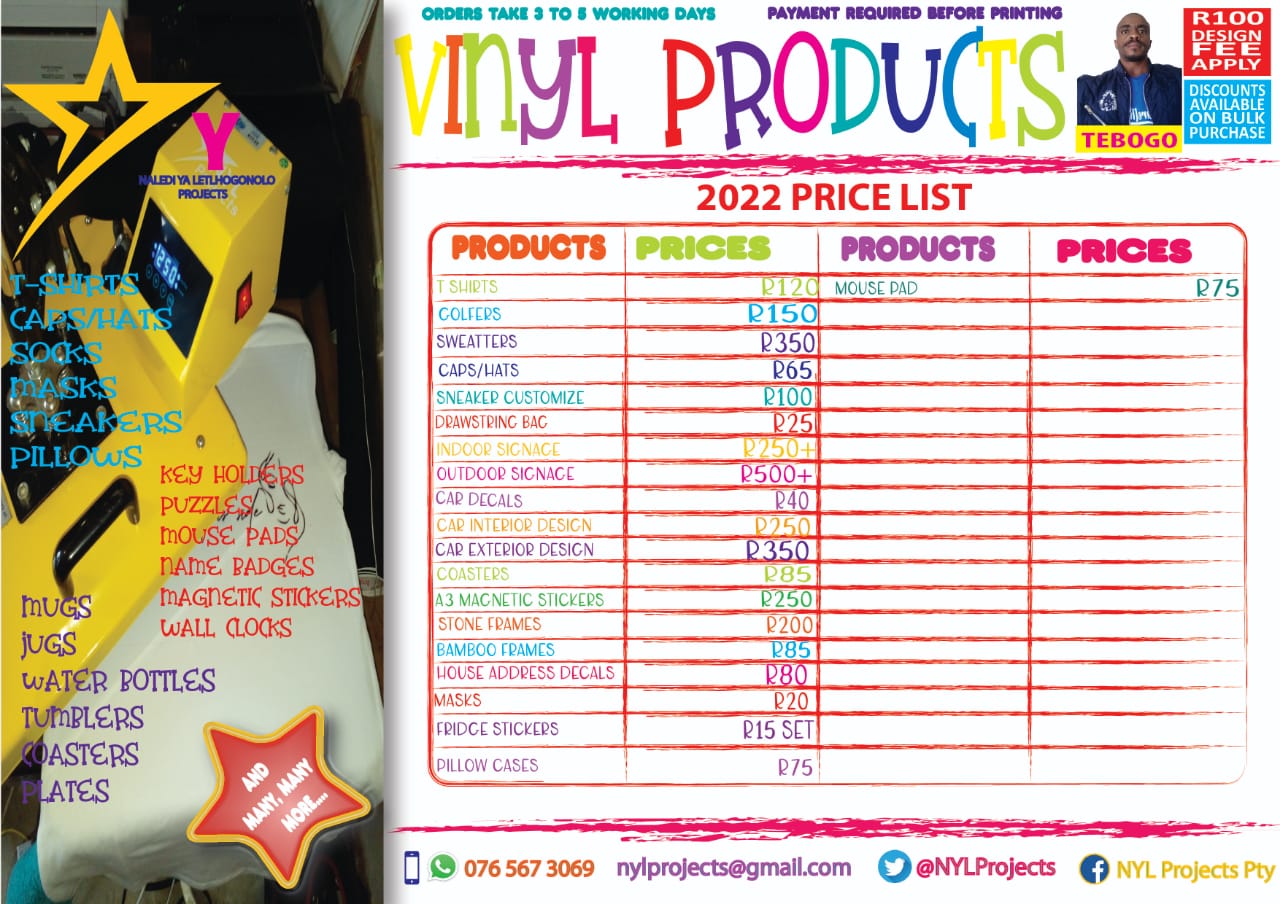 ORDERS TAKE 3 TO 5 WORKING DAYS
PAYMENT REQUIRED BEFORE PRINTING
VINYL PRODUCTS
TEBOGO
R100
DESIGN
FEE
APPLY
DISCOUNTS
AVAILABLE
ON BULK
PURCHASE
Y
NALEDI YA LETLHOGONOLO
PROJECTS
1250
T-SHIRTS
CAPS/HATS
SOCKS
MASKS
SNEAKERS
PILLOWS
KEY HOLDERS
PUZZLES
MOUSE PADS
NAME BADGES
MAGNETIC STICKERS
WALL CLOCKS
MUGS
JUGS
WATER BOTTLES
TUMBLERS
COASTERS
PLATES
AND
MANY, MANY
MORE....
2022 PRICE LIST
PRODUCTS PRICES PRODUCTS PRICES
T SHIRTS R120 MOUSE PAD R75
GOLFERS R150
SWEATTERS R350
CAPS/HATS R65
SNEAKER CUSTOMIZE R100
DRAWSTRING BAG R25
INDOOR SIGNAGE R250+
OUTDOOR SIGNAGE R500+
CAR DECALS R40
CAR INTERIOR DESIGN R250
CAR EXTERIOR DESIGN R350
COASTERS R85
A3 MAGNETIC STICKERS R250
STONE FRAMES R200
BAMBOO FRAMES R85
HOUSE ADDRESS DECALS R80
MASKS R20
FRIDGE STICKERS R15 SET
PILLOW CASES R75
076 567 3069 nylprojects@gmail.com @NYLProjects NYL Projects Pty